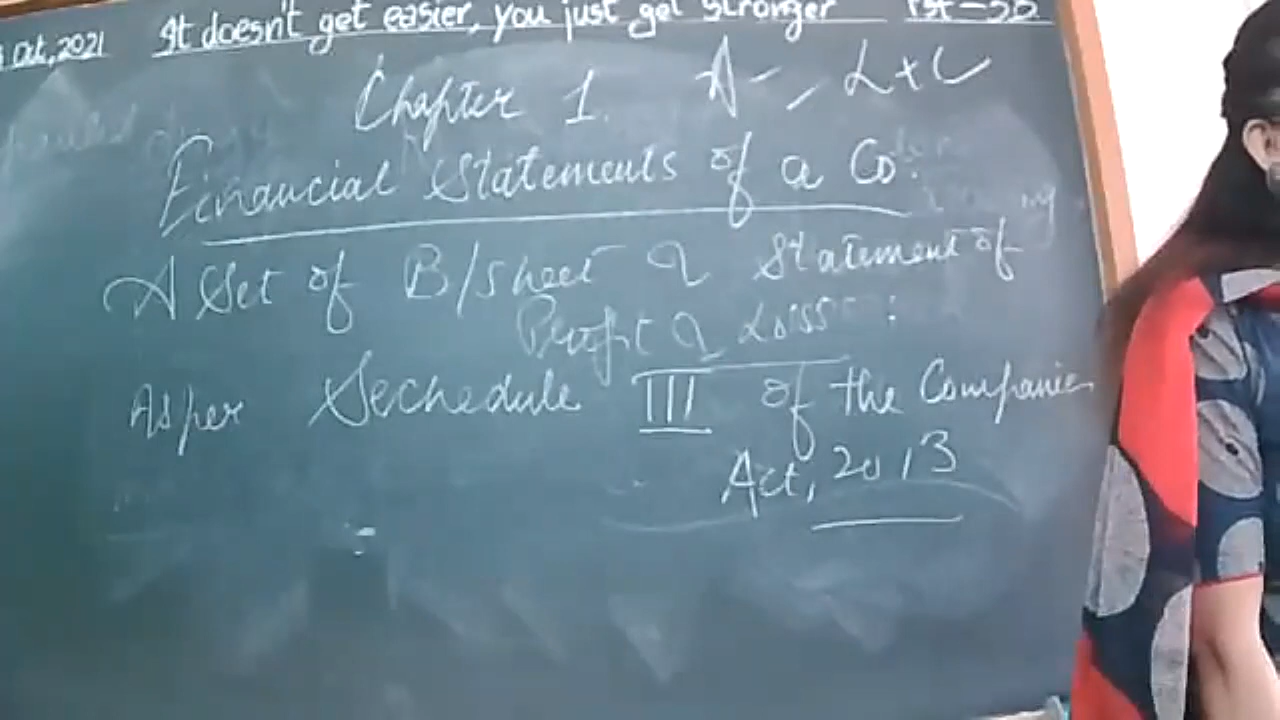 Oct, 2021 It doesn't get easier, you just get stronger
Chapter 1. A = L + C
Financial Statements of a Co.
A Set of B/Sheet & Statement of
Profit & Loss :
As per Sechedule III of the Companies
Act, 2013